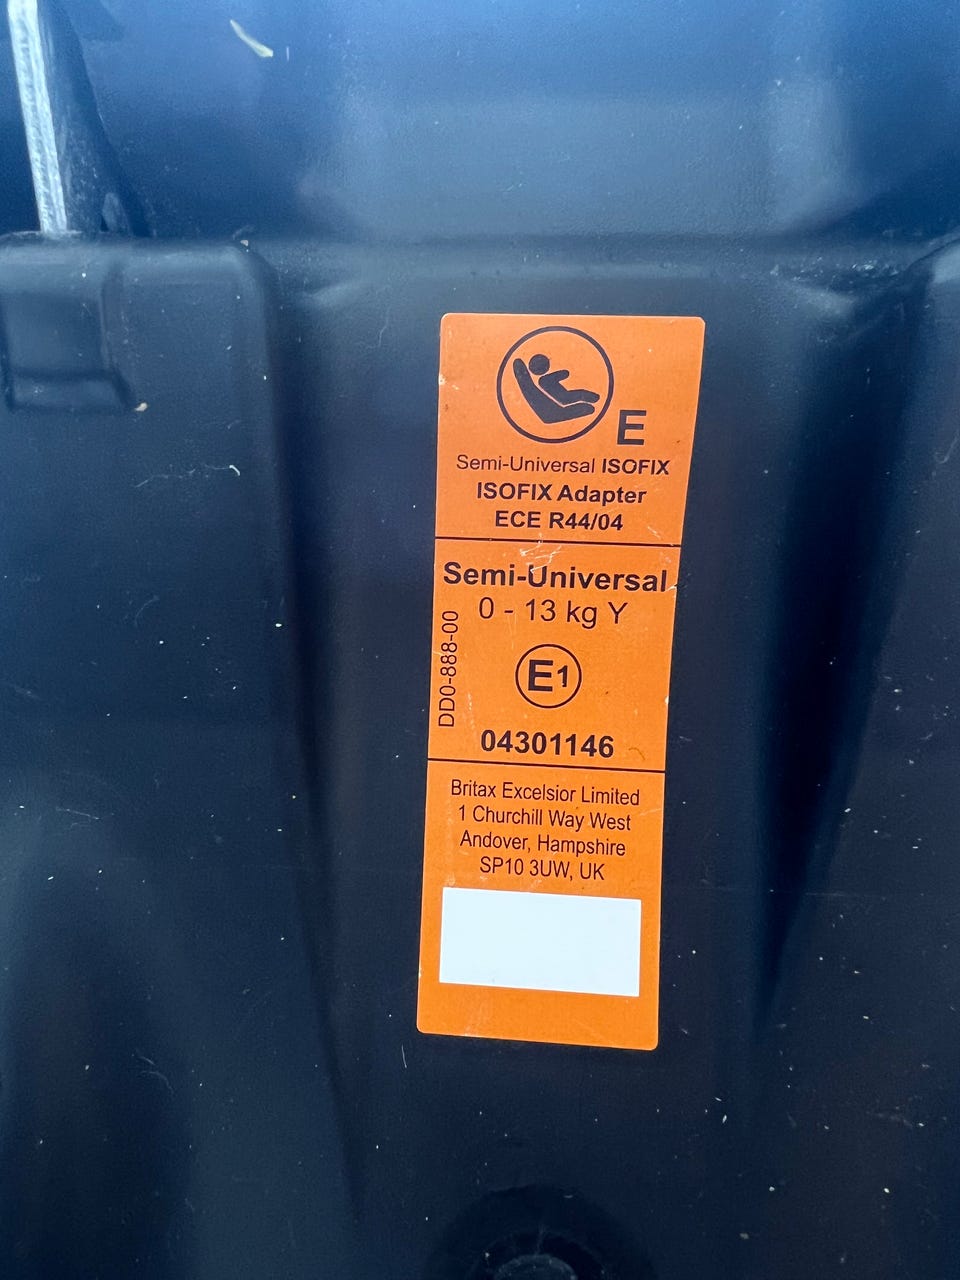 E
Semi-Universal ISOFIX
ISOFIX Adapter
ECE R44/04
Semi-Universal
0 - 13 kg Y
DD0-888-00
E1
04301146
Britax Excelsior Limited
1 Churchill Way West
Andover, Hampshire
SP10 3UW, UK